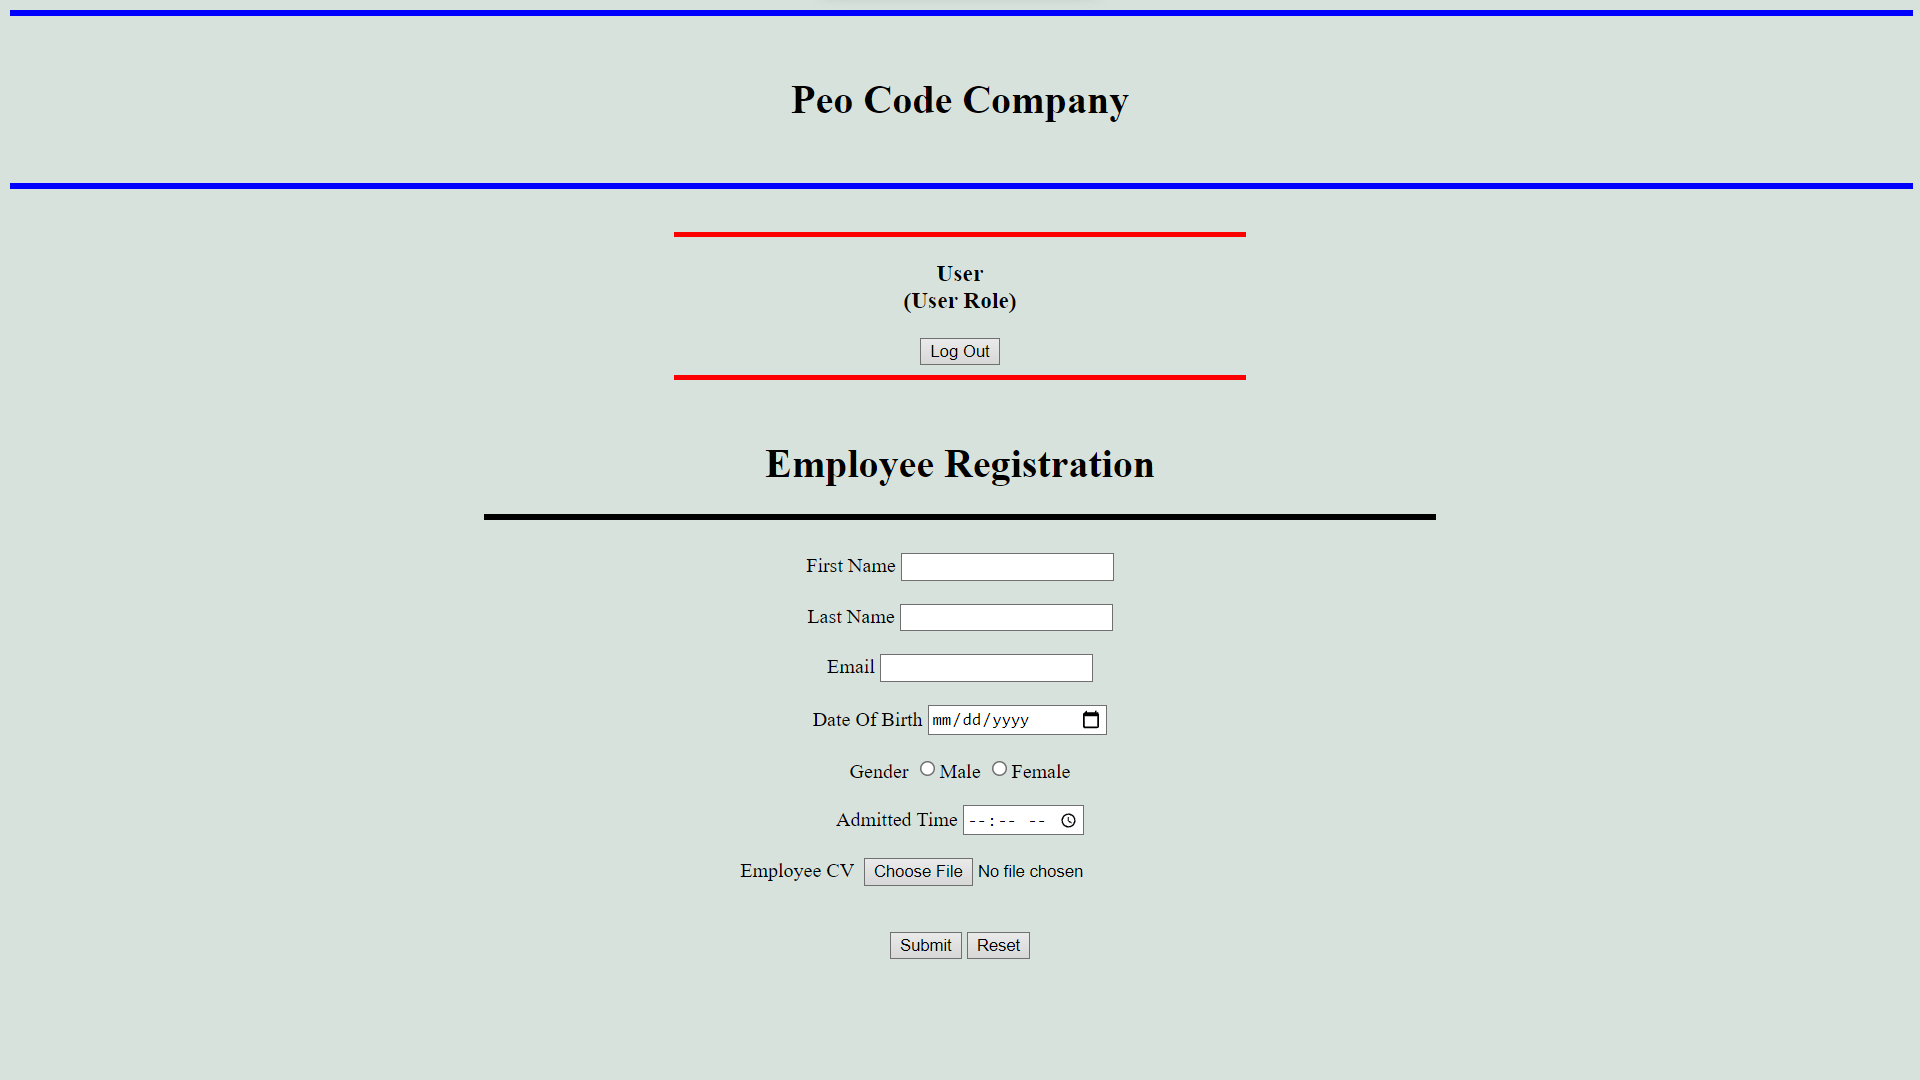 Peo Code Company
User
(User Role)
Log Out
Employee Registration
First Name
Last Name
Email
Date Of Birth mm/dd/yyyy
Gender Male Female
Admitted Time --:-- --
Employee CV Choose File No file chosen
Submit Reset